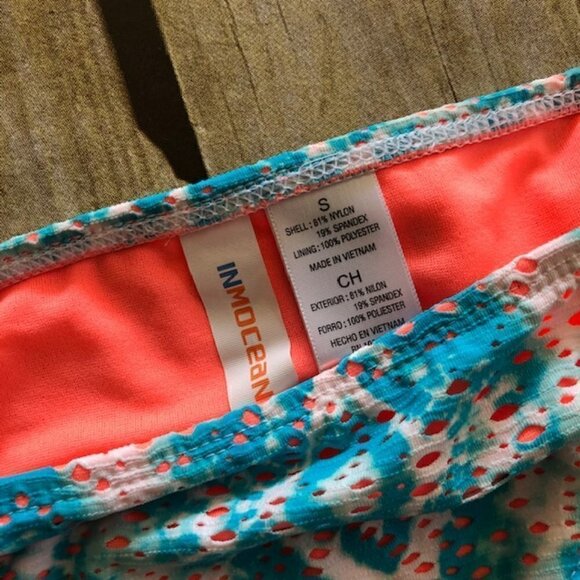 INMOCEAN
S
SHELL: 81% NYLON
19% SPANDEX
LINING: 100% POLYESTER
MADE IN VIETNAM
CH
EXTERIOR: 81% NILON
19% SPANDEX
FORRO: 100% POLIESTER
HECHO EN VIETNAM